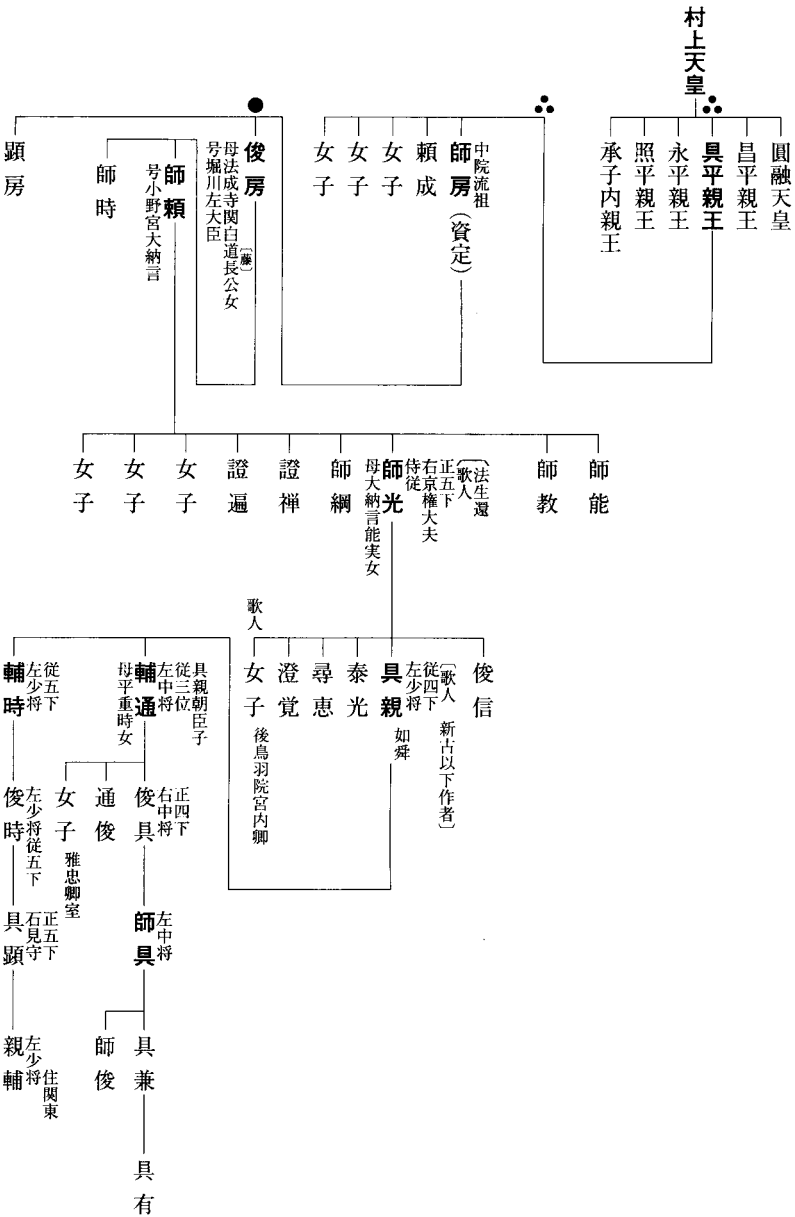 村上天皇
圓融天皇
昌平親王
具平親王
永平親王
照平親王
承子内親王
中院流祖
師房(資定)
頼成
女子
女子
女子
俊房
母法成寺関白道長公女
〔藤〕
号堀川左大臣
顕房
師頼
号小野宮大納言
師時
師能
師教
〔法生還
歌人
正五下
右京権大夫
侍従
師光
母大納言能実女
師綱
證禅
證遍
女子
女子
女子
俊信
〔歌人 新古以下作者〕
従四下
左少将
具親
如舜
泰光
尋恵
澄覚
歌人
女子
後鳥羽院宮内卿
具親朝臣子
従三位
左中将
輔通
母平重時女
従五下
左少将
輔時
正四下
右中将
俊具
通俊
女子
雅忠卿室
左少将従五下
俊時
左中将
師具
正五下
石見守
具顕
具兼
師俊
左少将
住関東
親輔
具有